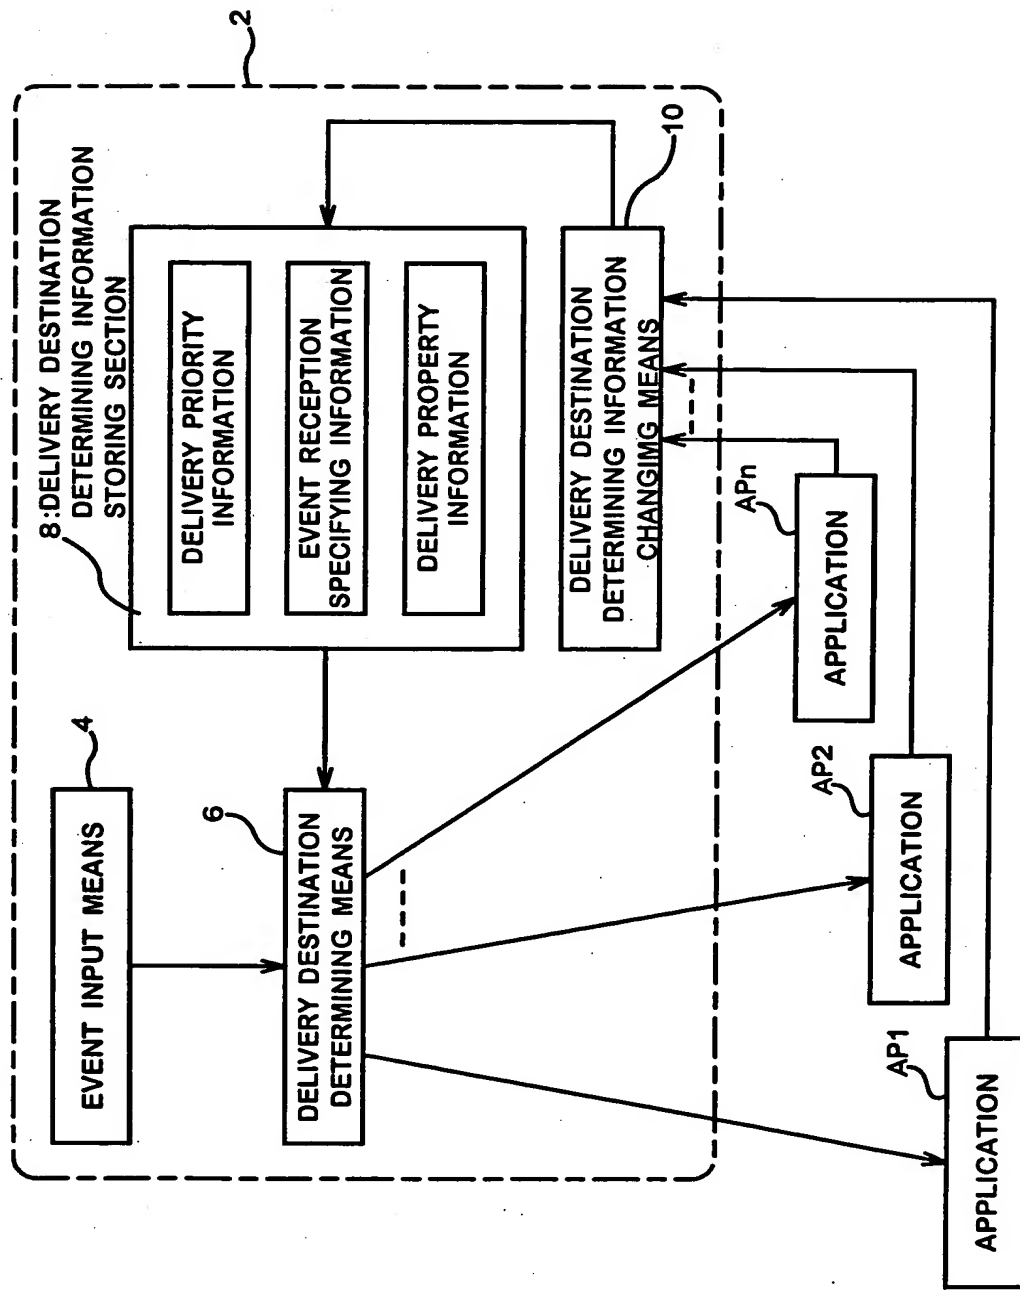 2
4
EVENT INPUT MEANS
6
DELIVERY DESTINATION
DETERMINING MEANS
8:DELIVERY DESTINATION
DETERMINING INFORMATION
STORING SECTION
DELIVERY PRIORITY
INFORMATION
EVENT RECEPTION
SPECIFYING INFORMATION
DELIVERY PROPERTY
INFORMATION
10
DELIVERY DESTINATION
DETERMINING INFORMATION
CHANGIMG MEANS
AP1
APPLICATION
AP2
APPLICATION
APn
APPLICATION